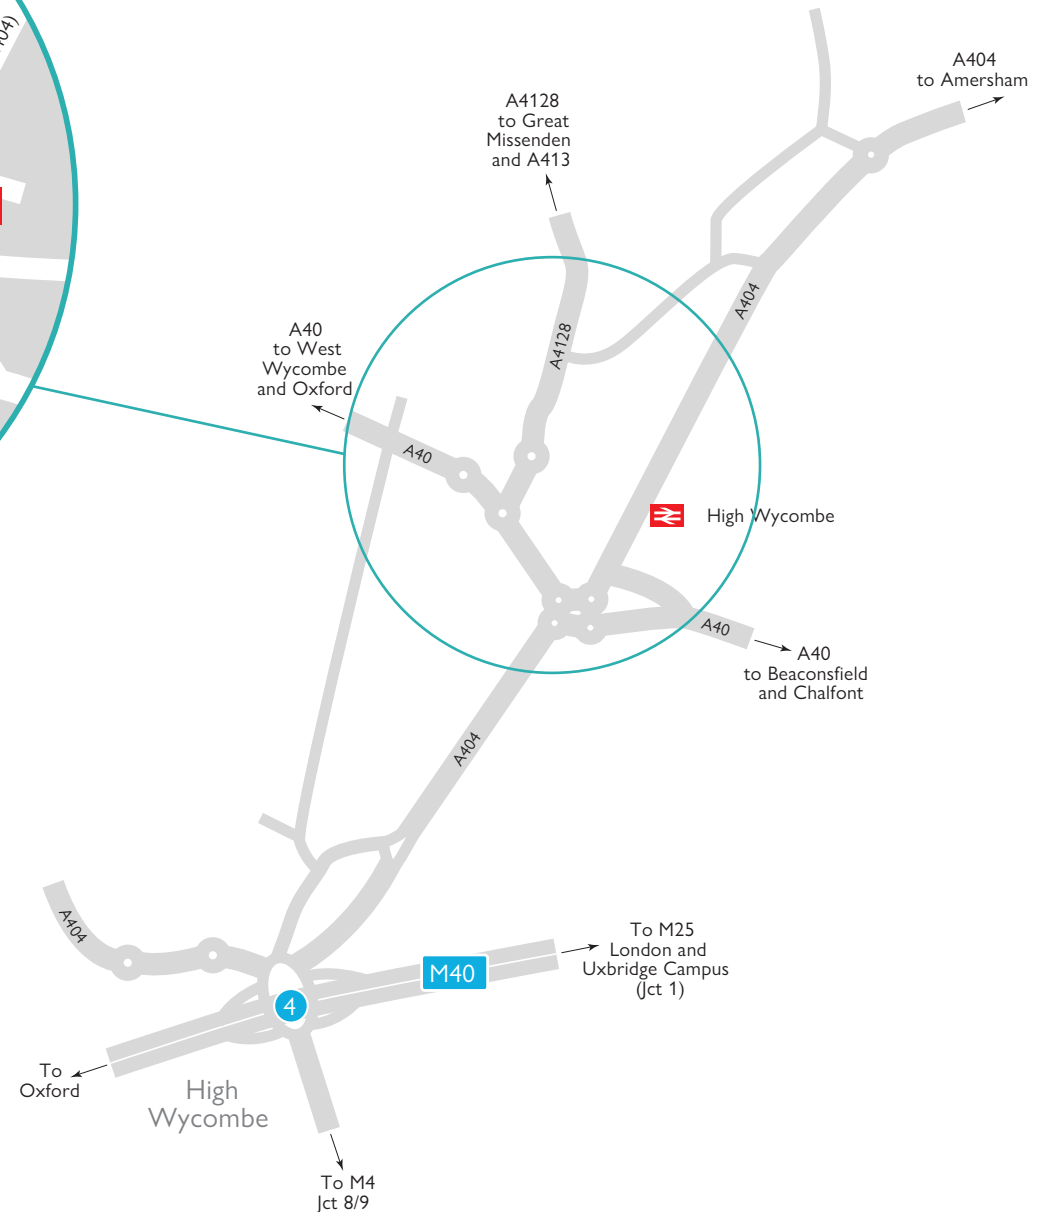 404)
A404
to Amersham
A4128
to Great
Missenden
and A413
A404
A40
to West
Wycombe
and Oxford
A4128
A40
High Wycombe
A40
A40
to Beaconsfield
and Chalfont
A404
A404
To M25
London and
Uxbridge Campus
(Jct 1)
M40
4
To
Oxford
High
Wycombe
To M4
Jct 8/9